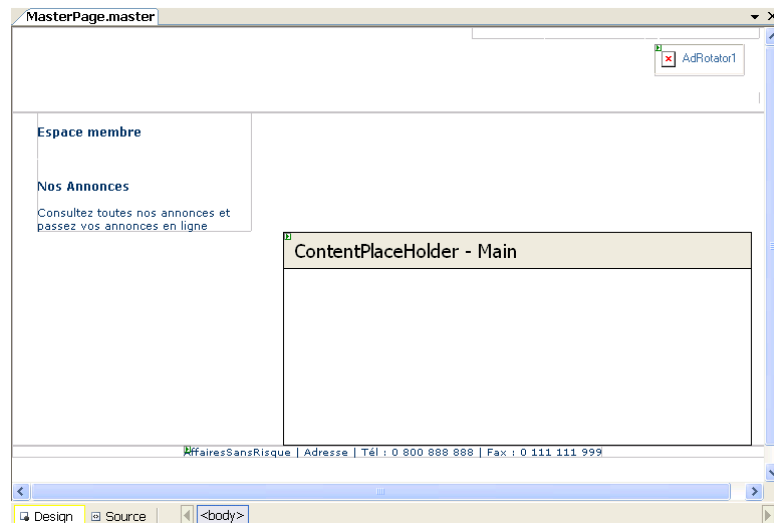 MasterPage.master
AdRotator1
Espace membre
Nos Annonces
Consultez toutes nos annonces et
passez vos annonces en ligne
ContentPlaceHolder - Main
AffairesSansRisque | Adresse | Tél : 0 800 888 888 | Fax : 0 111 111 999
Design Source <body>